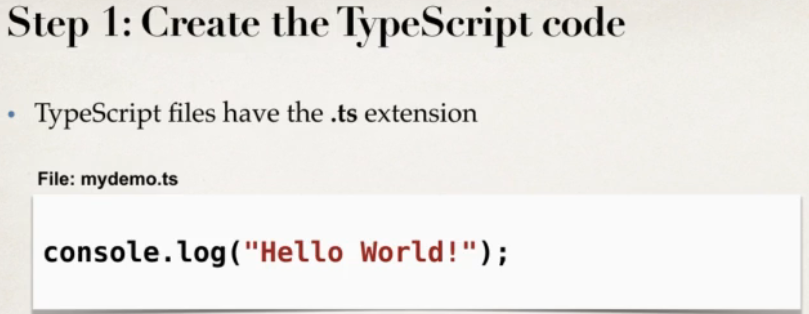 Step 1: Create the TypeScript code
• TypeScript files have the .ts extension
File: mydemo.ts
console.log("Hello World!");